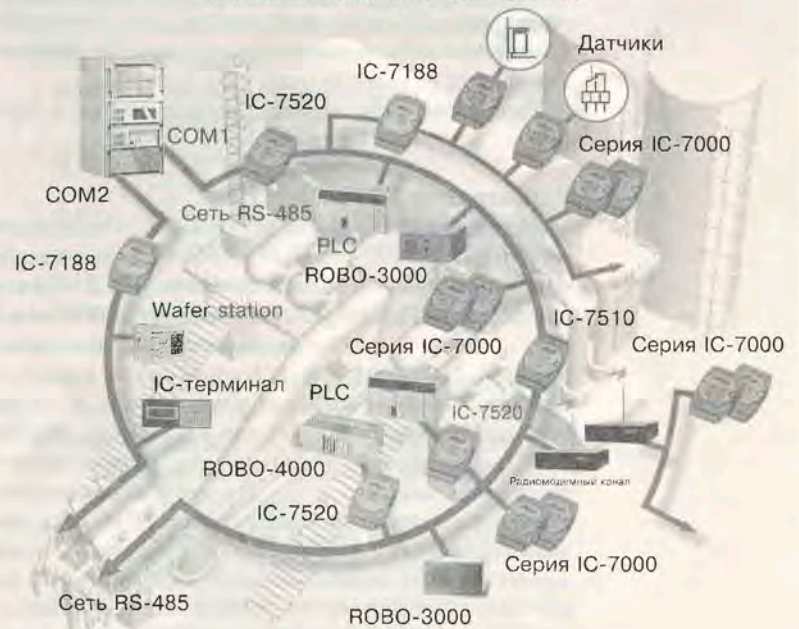 Датчики
IC-7188
IC-7520
COM1
Серия IC-7000
COM2
Сеть RS-485
PLC
IC-7188
ROBO-3000
Wafer station
IC-7510
Серия IC-7000
Серия IC-7000
IC-терминал
PLC
IC-7520
ROBO-4000
Радиомодемный канал
IC-7520
Серия IC-7000
Сеть RS-485
ROBO-3000